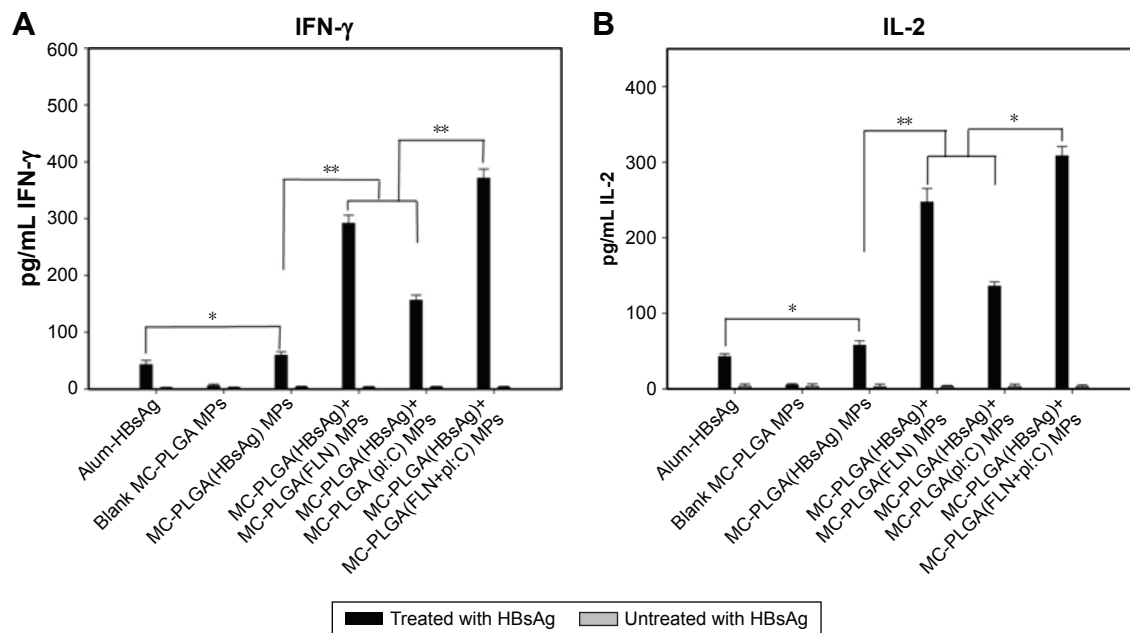 A
IFN-γ
600
500
400
300
200
100
0
pg/mL IFN-γ
**
**
*
Alum-HBsAg
Blank MC-PLGA MPs
MC-PLGA(HBsAg) MPs
MC-PLGA(HBsAg)+
MC-PLGA(FLN) MPs
MC-PLGA(HBsAg)+
MC-PLGA (pI:C) MPs
MC-PLGA(HBsAg)+
MC-PLGA(FLN+pI:C) MPs
B
IL-2
400
300
200
100
0
pg/mL IL-2
**
*
*
Alum-HBsAg
Blank MC-PLGA MPs
MC-PLGA(HBsAg) MPs
MC-PLGA(HBsAg)+
MC-PLGA(FLN) MPs
MC-PLGA(HBsAg)+
MC-PLGA(pI:C) MPs
MC-PLGA(HBsAg)+
MC-PLGA(FLN+pI:C) MPs
Treated with HBsAg
Untreated with HBsAg